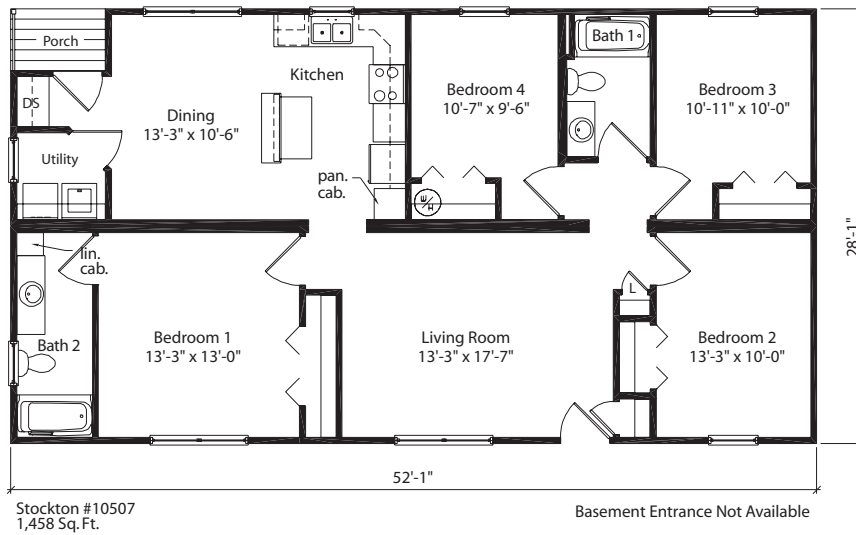 Porch
DS
Utility
Dining
13'-3" x 10'-6"
Kitchen
pan.
cab.
Bedroom 4
10'-7" x 9'-6"
E/H
W
Bath 1
Bedroom 3
10'-11" x 10'-0"
28'-1"
lin.
cab.
Bath 2
Bedroom 1
13'-3" x 13'-0"
Living Room
13'-3" x 17'-7"
L
Bedroom 2
13'-3" x 10'-0"
52'-1"
Stockton #10507
1,458 Sq. Ft.
Basement Entrance Not Available